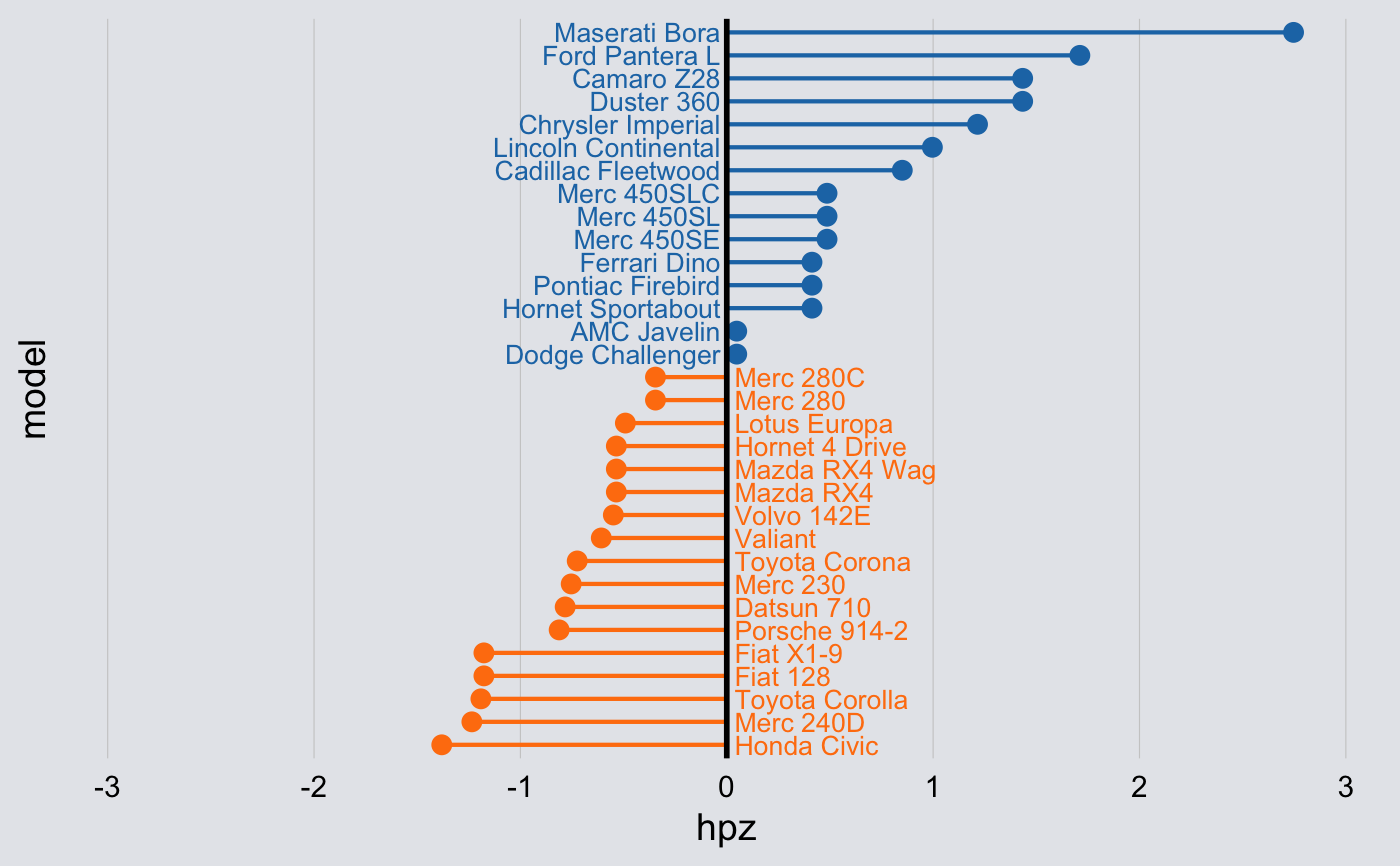 Maserati Bora
Ford Pantera L
Camaro Z28
Duster 360
Chrysler Imperial
Lincoln Continental
Cadillac Fleetwood
Merc 450SLC
Merc 450SL
Merc 450SE
Ferrari Dino
Pontiac Firebird
Hornet Sportabout
AMC Javelin
Dodge Challenger
Merc 280C
Merc 280
Lotus Europa
Hornet 4 Drive
Mazda RX4 Wag
Mazda RX4
Volvo 142E
Valiant
Toyota Corona
Merc 230
Datsun 710
Porsche 914-2
Fiat X1-9
Fiat 128
Toyota Corolla
Merc 240D
Honda Civic
model
-3 -2 -1 0 1 2 3
hpz